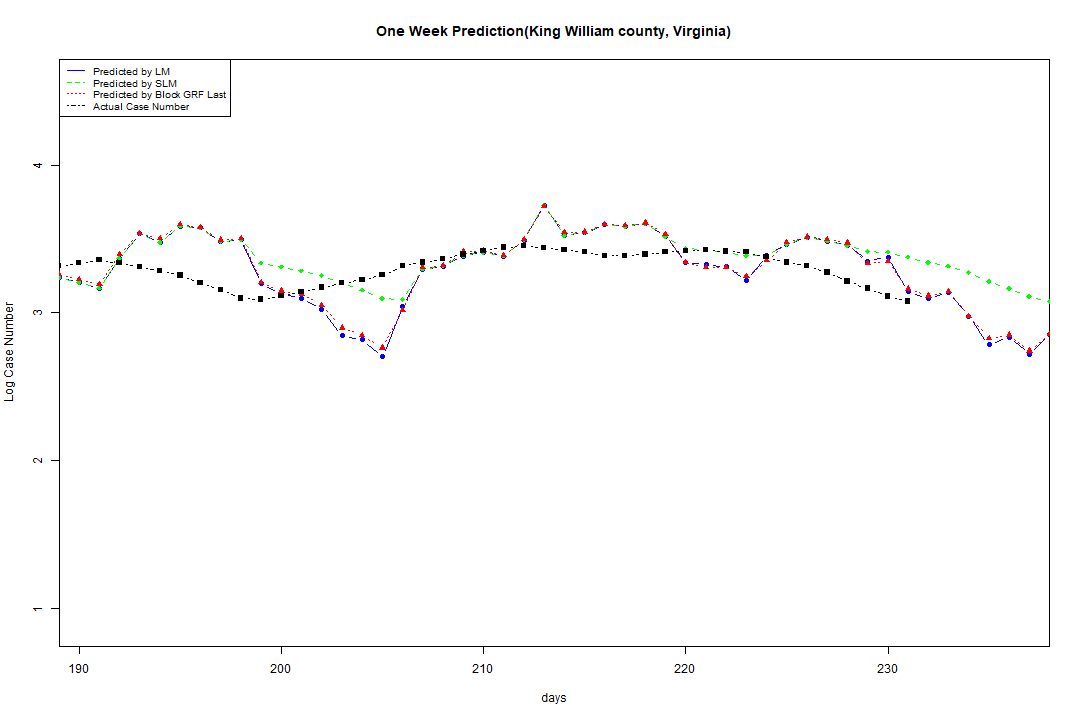 One Week Prediction(King William county, Virginia)
Predicted by LM
Predicted by SLM
Predicted by Block GRF Last
Actual Case Number
4
3
2
1
Log Case Number
190 200 210 220 230
days